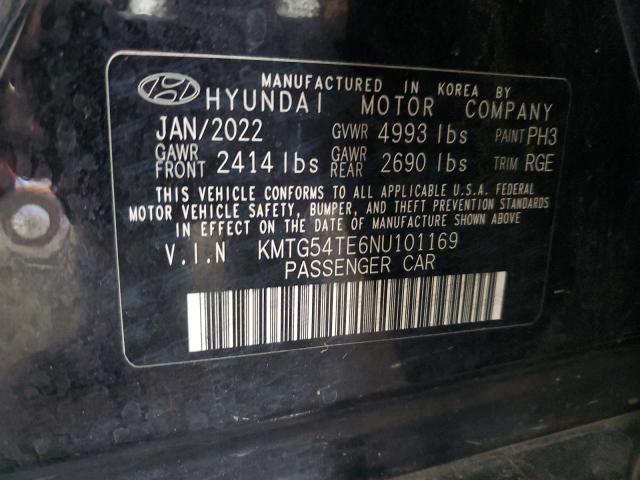 MANUFACTURED IN KOREA BY
HYUNDAI MOTOR COMPANY
JAN/2022 GVWR 4993 lbs PAINT PH3
GAWR FRONT 2414 lbs GAWR REAR 2690 lbs TRIM RGE
THIS VEHICLE CONFORMS TO ALL APPLICABLE U.S.A. FEDERAL
MOTOR VEHICLE SAFETY, BUMPER, AND THEFT PREVENTION STANDARDS
IN EFFECT ON THE DATE OF MANUFACTURE SHOWN ABOVE.
V.I.N KMTG54TE6NU101169
PASSENGER CAR